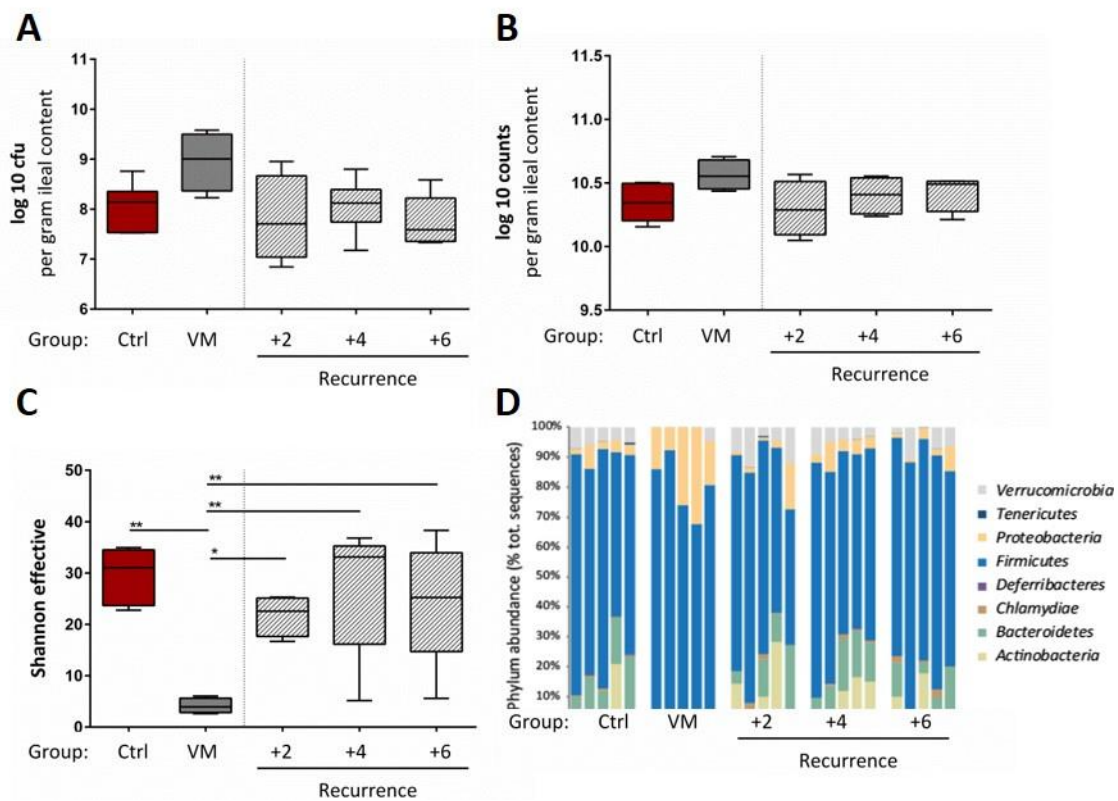 A
log 10 cfu
per gram ileal content
11
10
9
8
7
6
Group: Ctrl VM +2 +4 +6
Recurrence
B
log 10 counts
per gram ileal content
11.5
11.0
10.5
10.0
9.5
Group: Ctrl VM +2 +4 +6
Recurrence
C
Shannon effective
50
40
30
20
10
0
**
**
**
*
Group: Ctrl VM +2 +4 +6
Recurrence
D
Phylum abundance (% tot. sequences)
100%
90%
80%
70%
60%
50%
40%
30%
20%
10%
Group: Ctrl VM +2 +4 +6
Recurrence
Verrucomicrobia
Tenericutes
Proteobacteria
Firmicutes
Deferribacteres
Chlamydiae
Bacteroidetes
Actinobacteria